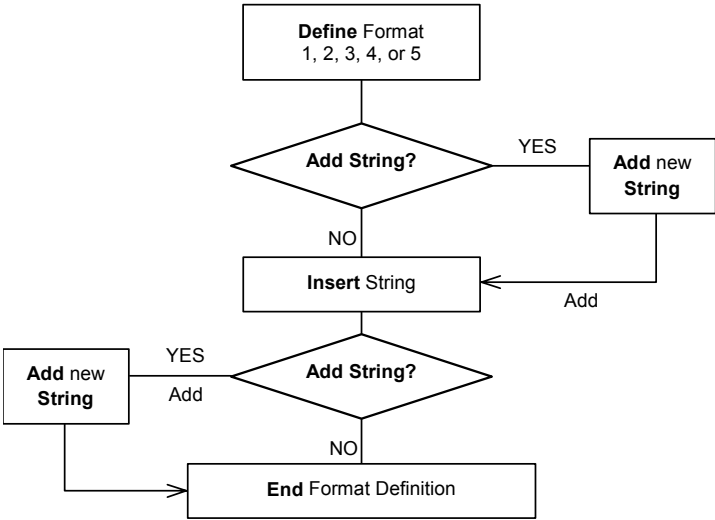 Define Format
1, 2, 3, 4, or 5
Add String?
YES
Add new
String
NO
Insert String
Add
Add String?
YES
Add
Add new
String
NO
End Format Definition